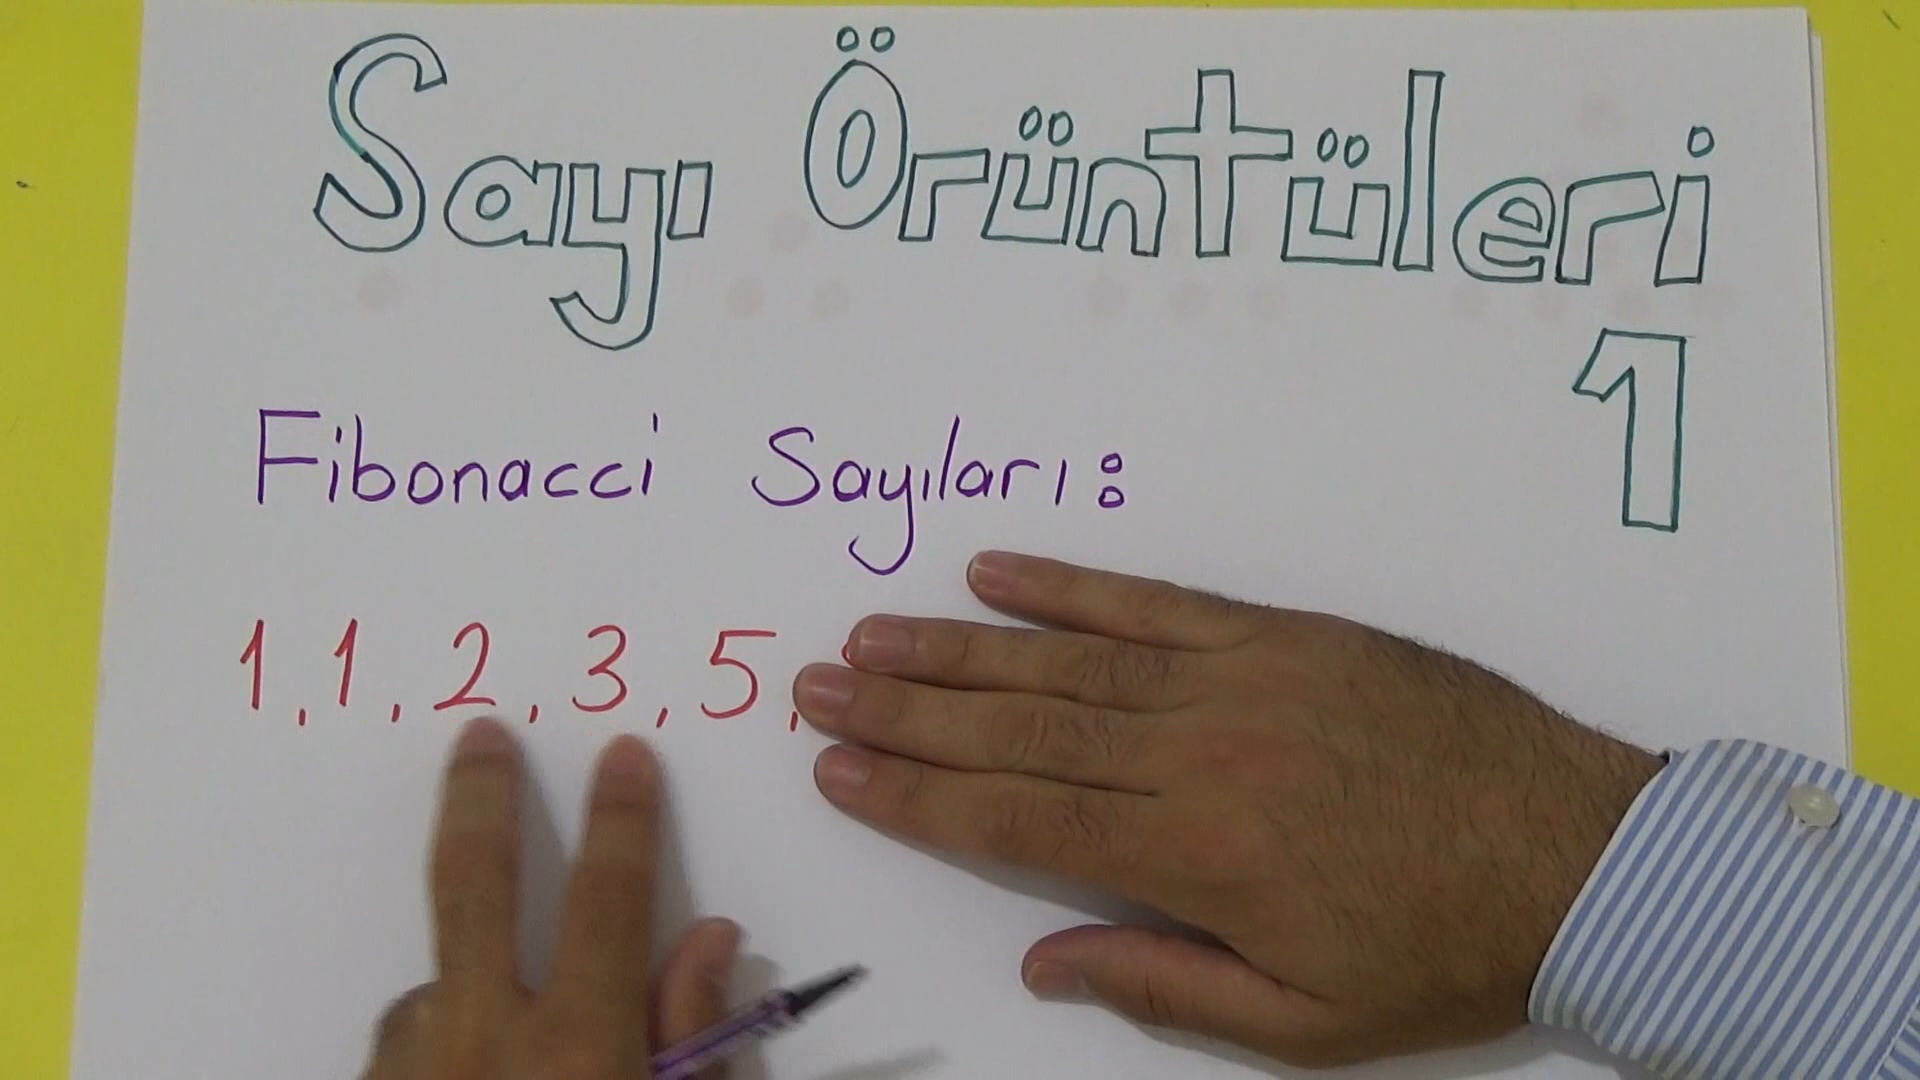 Sayı Örüntüleri
1
Fibonacci Sayıları:
1, 1, 2, 3, 5,